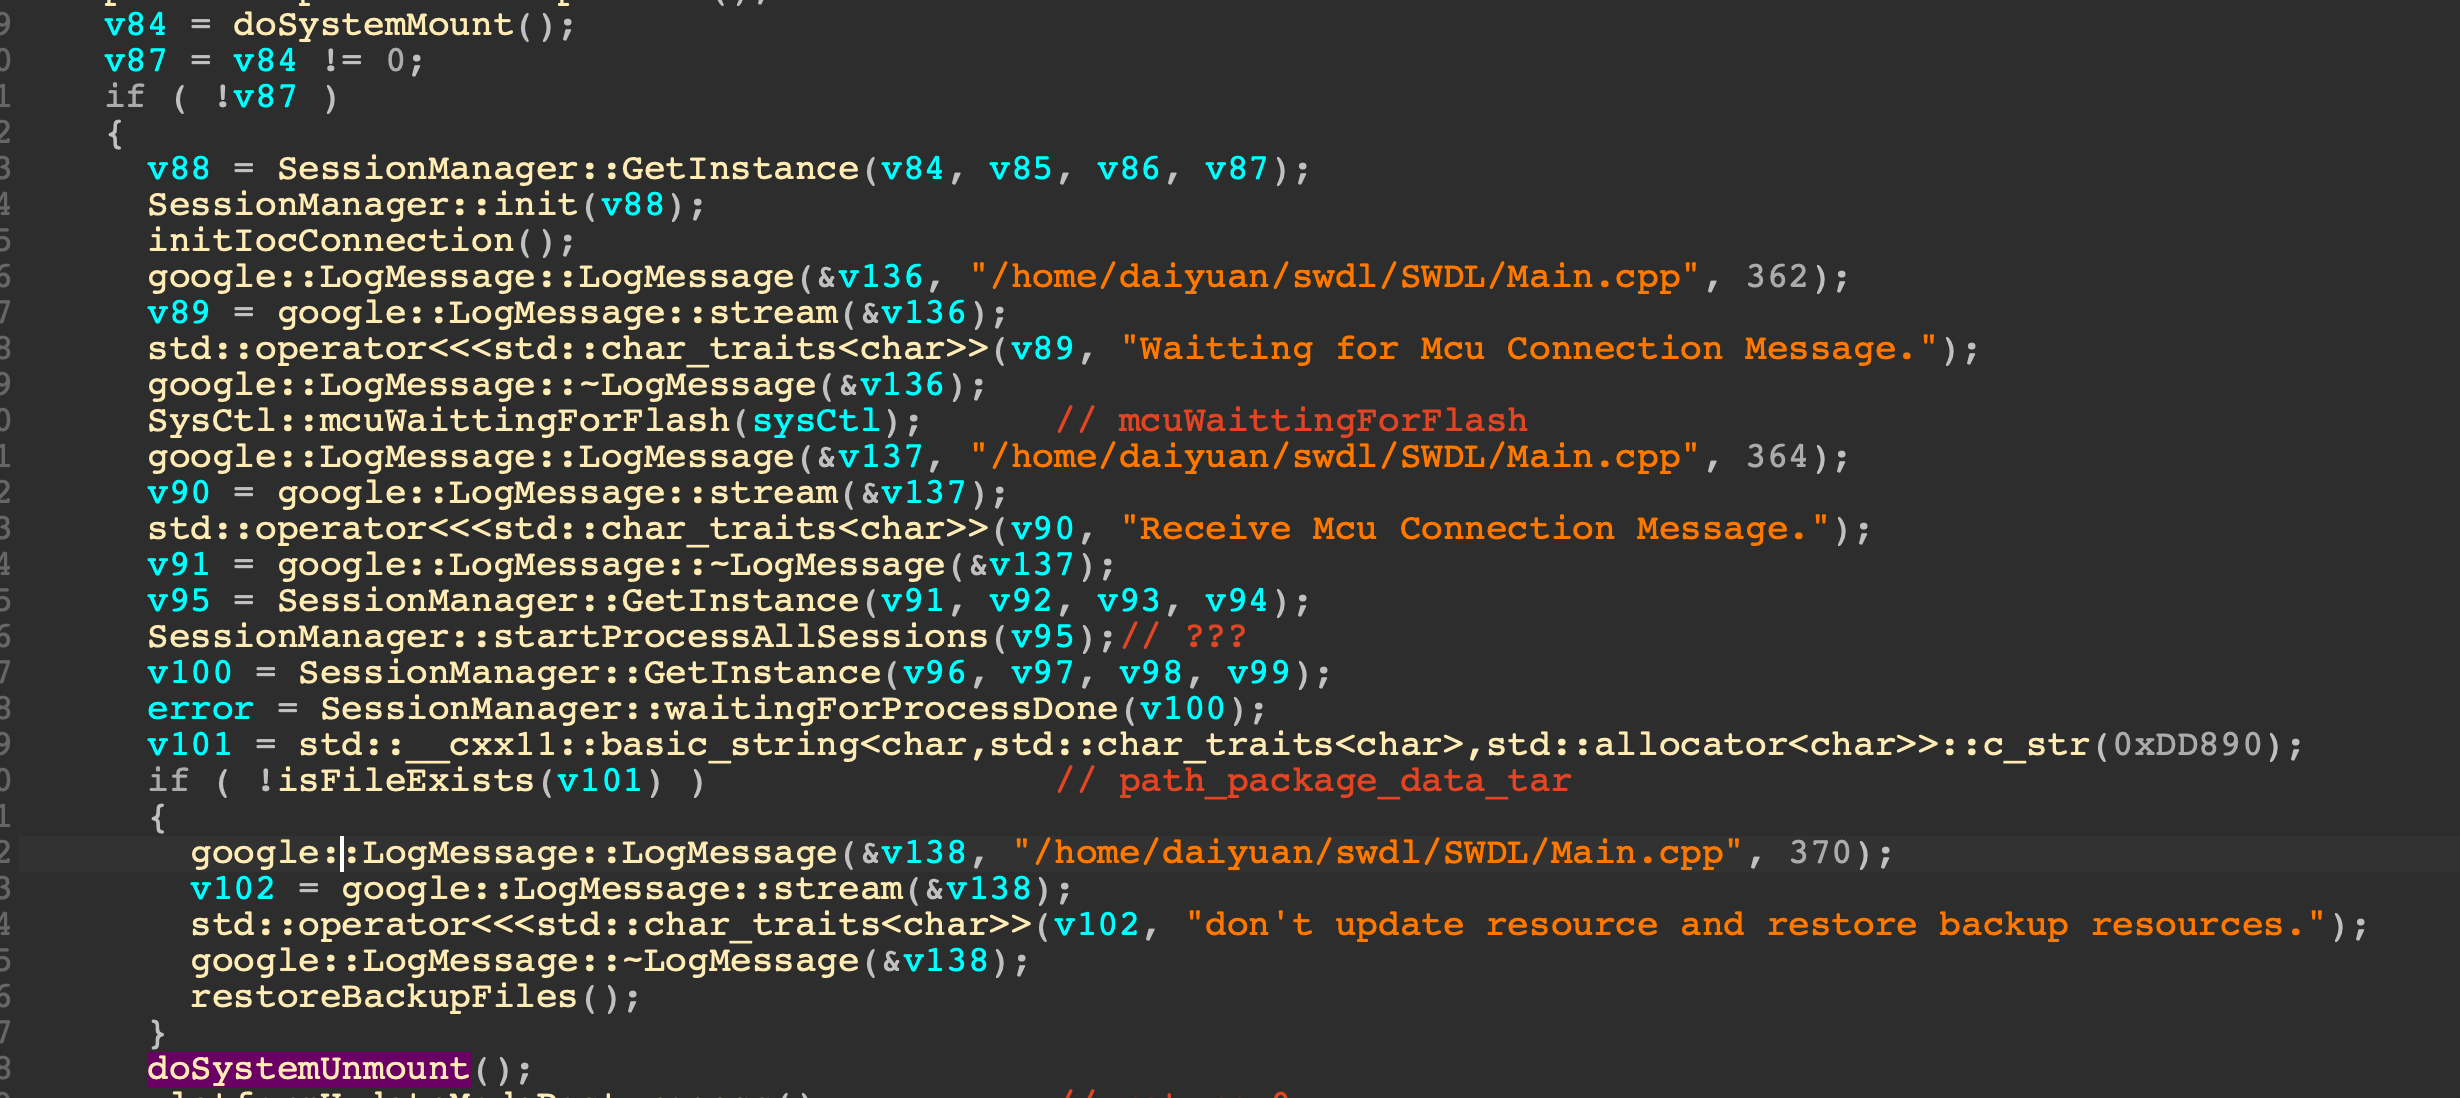 v84 = doSystemMount();
v87 = v84 != 0;
if ( !v87 )
{
v88 = SessionManager::GetInstance(v84, v85, v86, v87);
SessionManager::init(v88);
initIocConnection();
google::LogMessage::LogMessage(&v136, "/home/daiyuan/swdl/SWDL/Main.cpp", 362);
v89 = google::LogMessage::stream(&v136);
std::operator<<<std::char_traits<char>>(v89, "Waitting for Mcu Connection Message.");
google::LogMessage::~LogMessage(&v136);
SysCtl::mcuWaittingForFlash(sysCtl); // mcuWaittingForFlash
google::LogMessage::LogMessage(&v137, "/home/daiyuan/swdl/SWDL/Main.cpp", 364);
v90 = google::LogMessage::stream(&v137);
std::operator<<<std::char_traits<char>>(v90, "Receive Mcu Connection Message.");
v91 = google::LogMessage::~LogMessage(&v137);
v95 = SessionManager::GetInstance(v91, v92, v93, v94);
SessionManager::startProcessAllSessions(v95);// ???
v100 = SessionManager::GetInstance(v96, v97, v98, v99);
error = SessionManager::waitingForProcessDone(v100);
v101 = std::__cxx11::basic_string<char,std::char_traits<char>,std::allocator<char>>::c_str(0xDD890);
if ( !isFileExists(v101) ) // path_package_data_tar
{
google::LogMessage::LogMessage(&v138, "/home/daiyuan/swdl/SWDL/Main.cpp", 370);
v102 = google::LogMessage::stream(&v138);
std::operator<<<std::char_traits<char>>(v102, "don't update resource and restore backup resources.");
google::LogMessage::~LogMessage(&v138);
restoreBackupFiles();
}
doSystemUnmount();